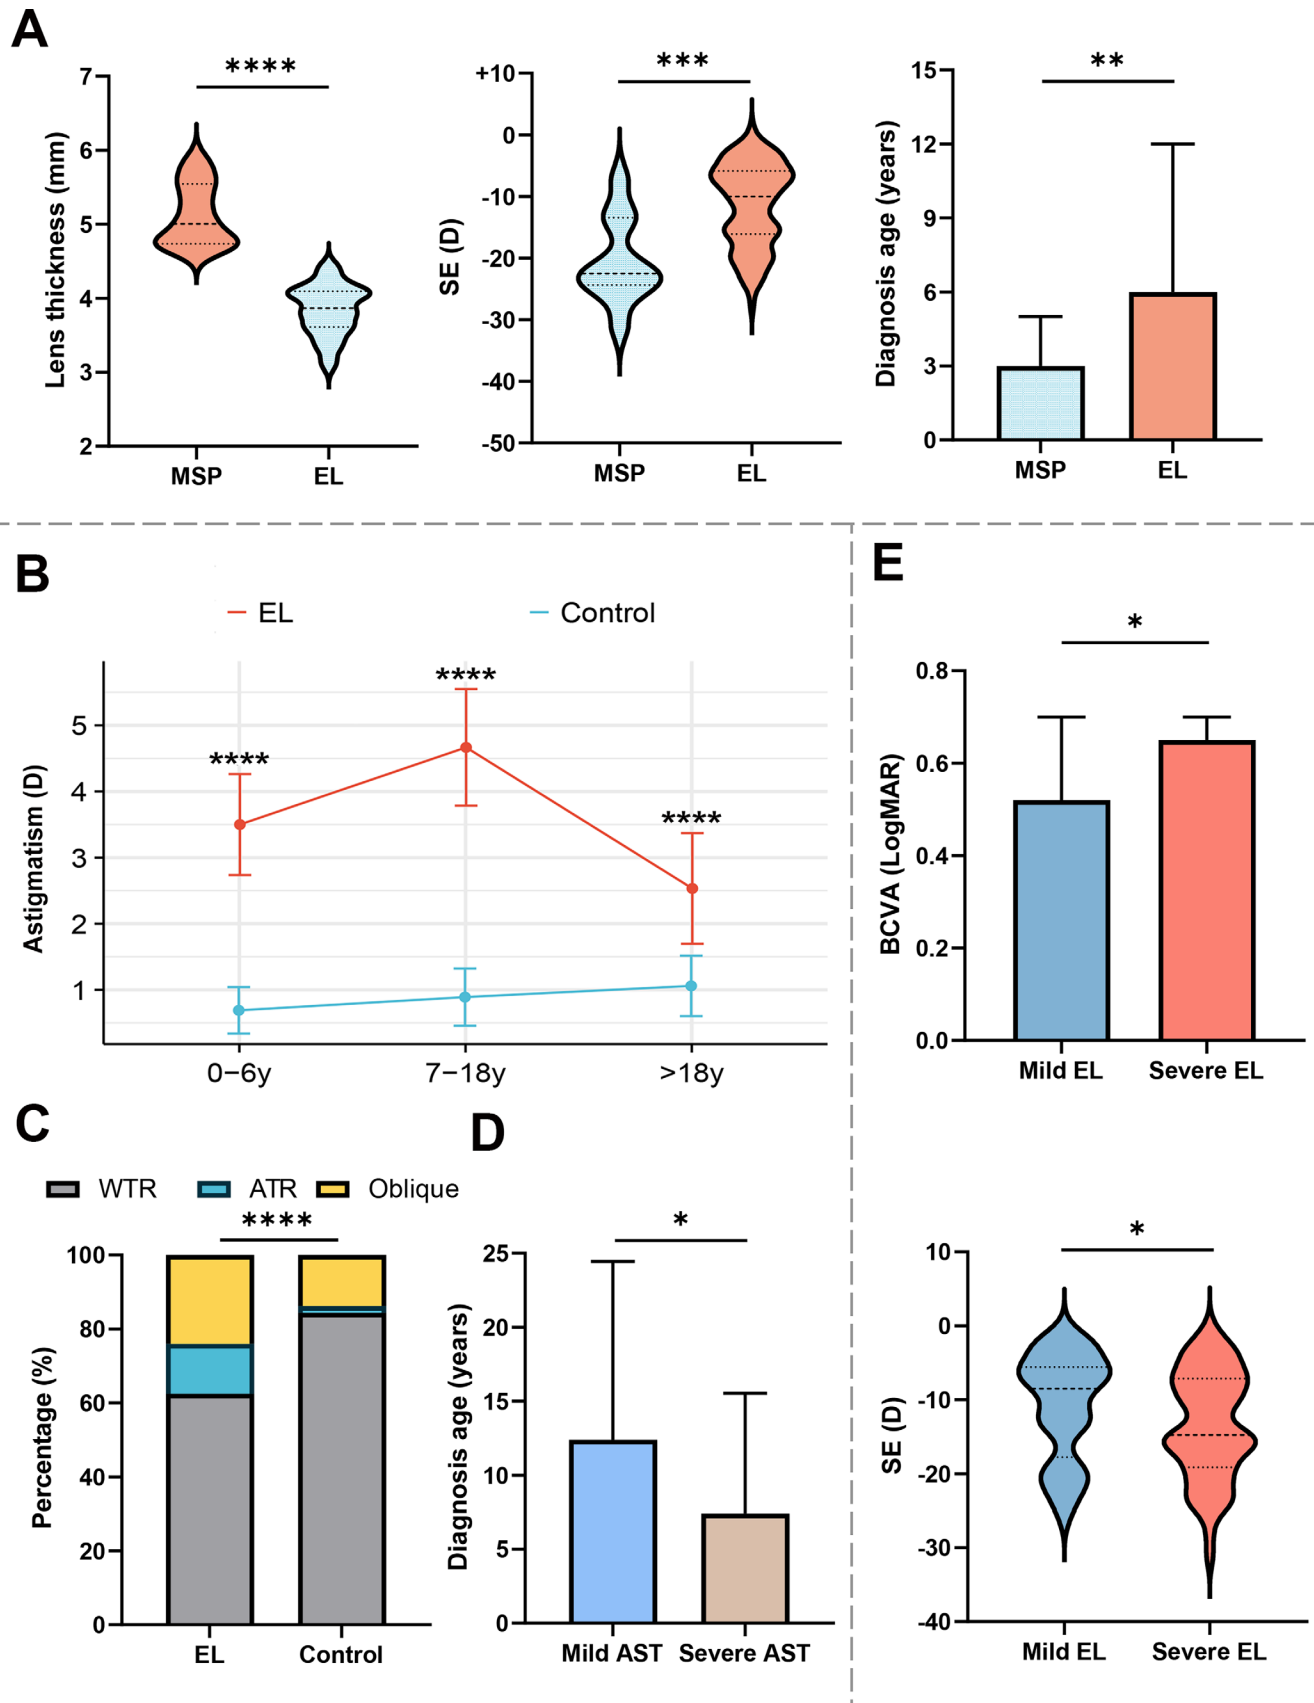 A
****
7
6
5
4
3
2
Lens thickness (mm)
MSP
EL
***
+10
0
-10
-20
-30
-40
-50
SE (D)
MSP
EL
**
15
12
9
6
3
0
Diagnosis age (years)
MSP
EL
B
EL
Control
****
****
****
5
4
3
2
1
Astigmatism (D)
0-6y
7-18y
>18y
C
WTR
ATR
Oblique
****
100
80
60
40
20
0
Percentage (%)
EL
Control
D
*
25
20
15
10
5
0
Diagnosis age (years)
Mild AST
Severe AST
E
*
0.8
0.6
0.4
0.2
0.0
BCVA (LogMAR)
Mild EL
Severe EL
*
10
0
-10
-20
-30
-40
SE (D)
Mild EL
Severe EL